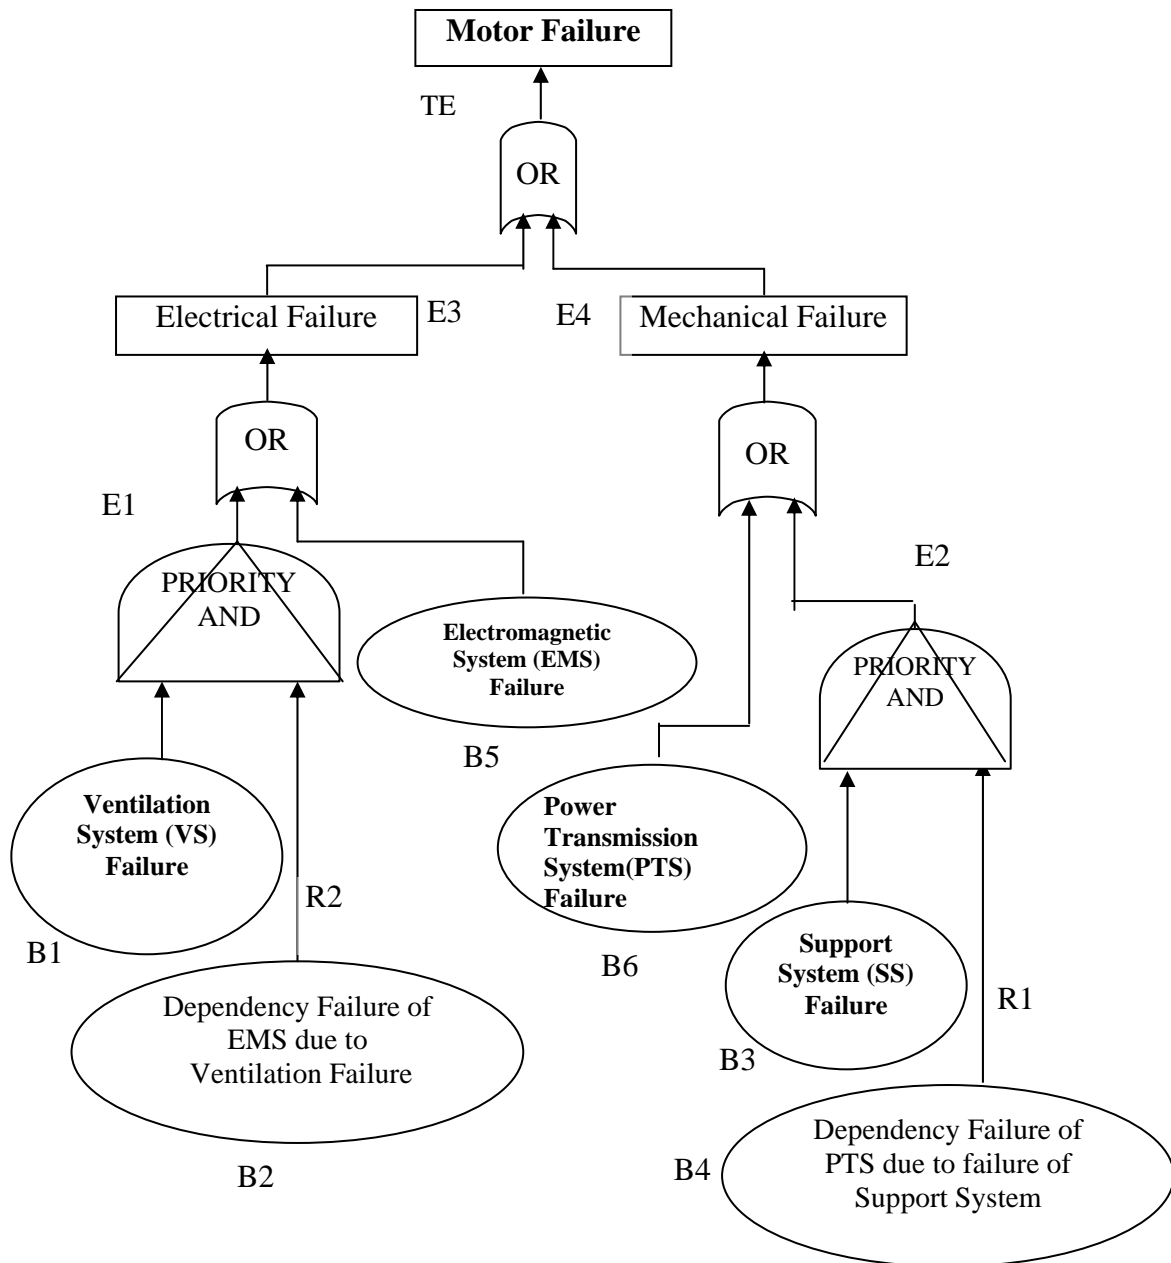 Motor Failure
TE
OR
Electrical Failure
E3
E4
Mechanical Failure
OR
OR
E1
PRIORITY
AND
E2
Electromagnetic
System (EMS)
Failure
PRIORITY
AND
B5
Ventilation
System (VS)
Failure
Power
Transmission
System(PTS)
Failure
R2
B1
B6
Support
System (SS)
Failure
R1
B3
Dependency Failure of
EMS due to
Ventilation Failure
B2
Dependency Failure of
PTS due to failure of
Support System
B4